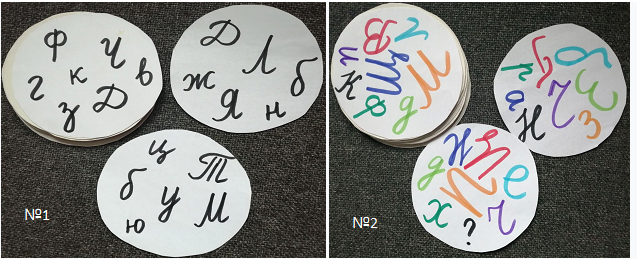 Ф Ч
г к в
з Д
Д Л
ж б
Я н
ц Т
б у М
ю
№1
В г
и т М
к ф д
б
а Н З
з
д И
е
х ? ч
№2